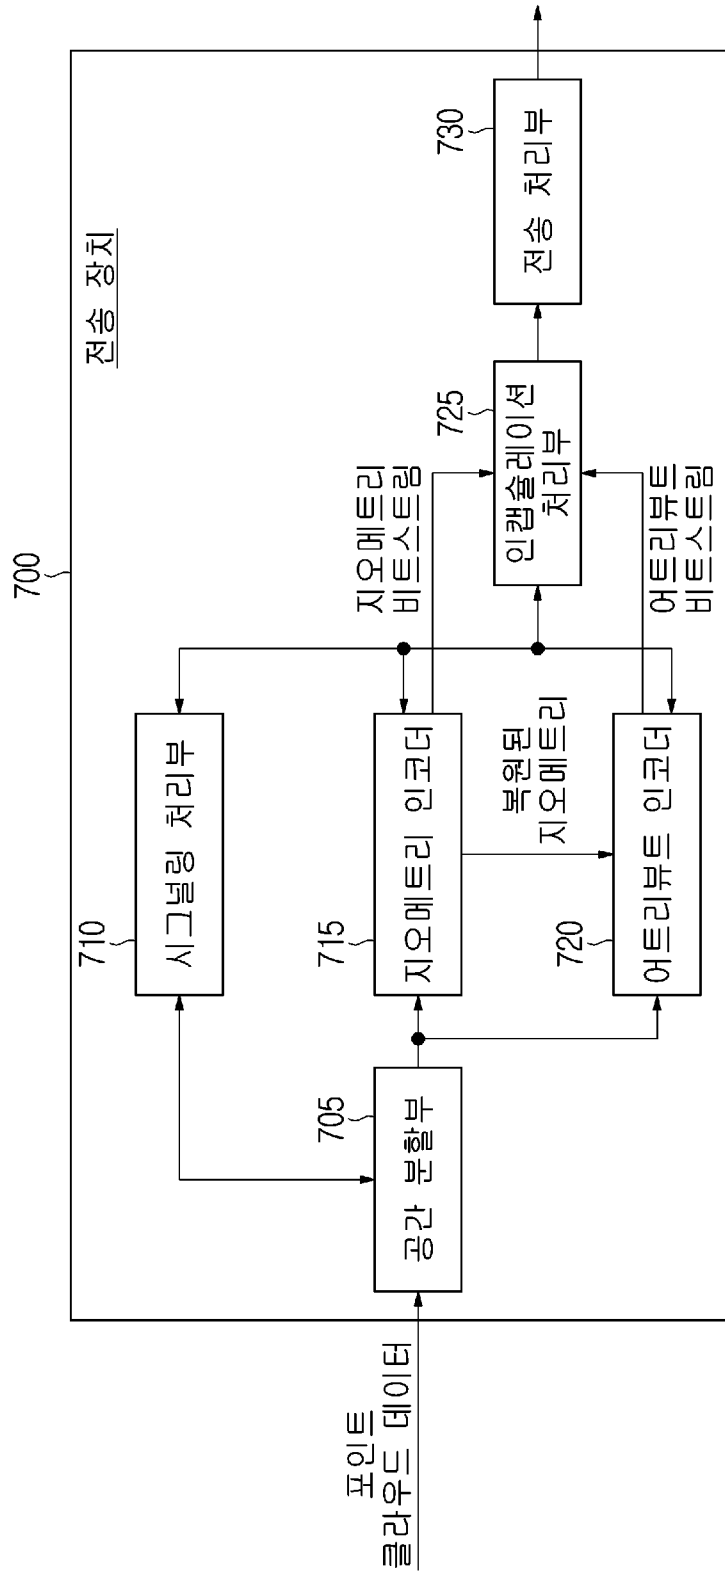 700
전송 장치
포인트
클라우드 데이터
705
공간 분할부
710
시그널링 처리부
715
지오메트리 인코더
720
어트리뷰트 인코더
복원된
지오메트리
지오메트리
비트스트림
어트리뷰트
비트스트림
725
인캡슐레이션
처리부
730
전송 처리부